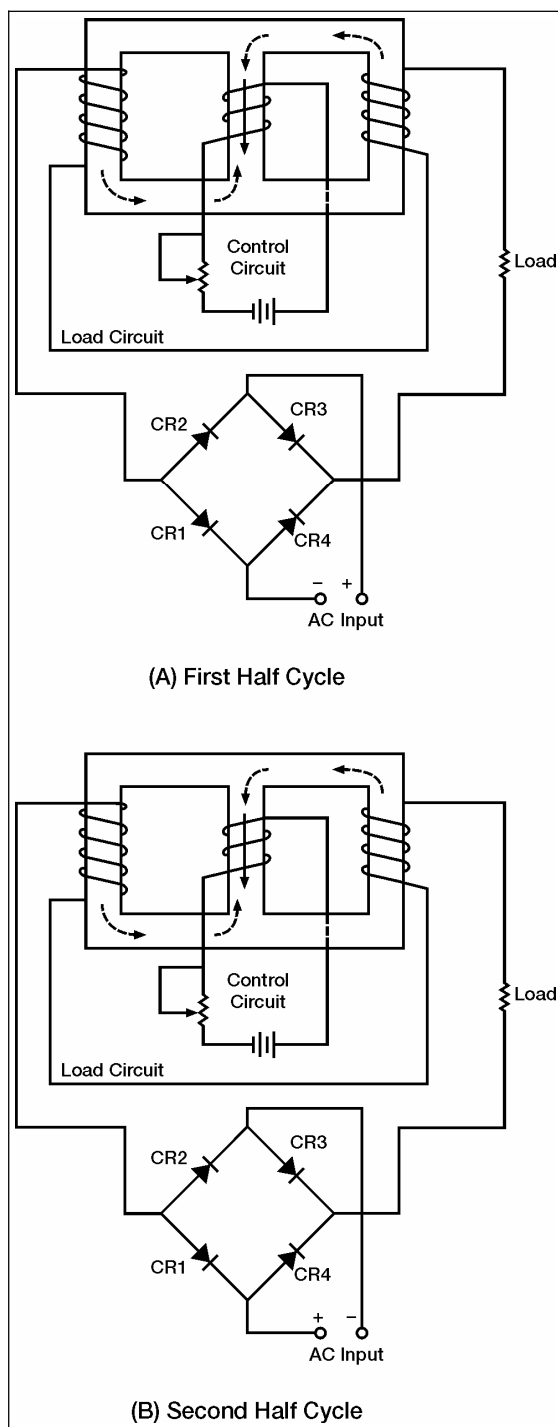 Control
Circuit
Load
Load Circuit
CR2
CR3
CR1
CR4
− +
AC Input
(A) First Half Cycle
Control
Circuit
Load
Load Circuit
CR2
CR3
CR1
CR4
+ −
AC Input
(B) Second Half Cycle